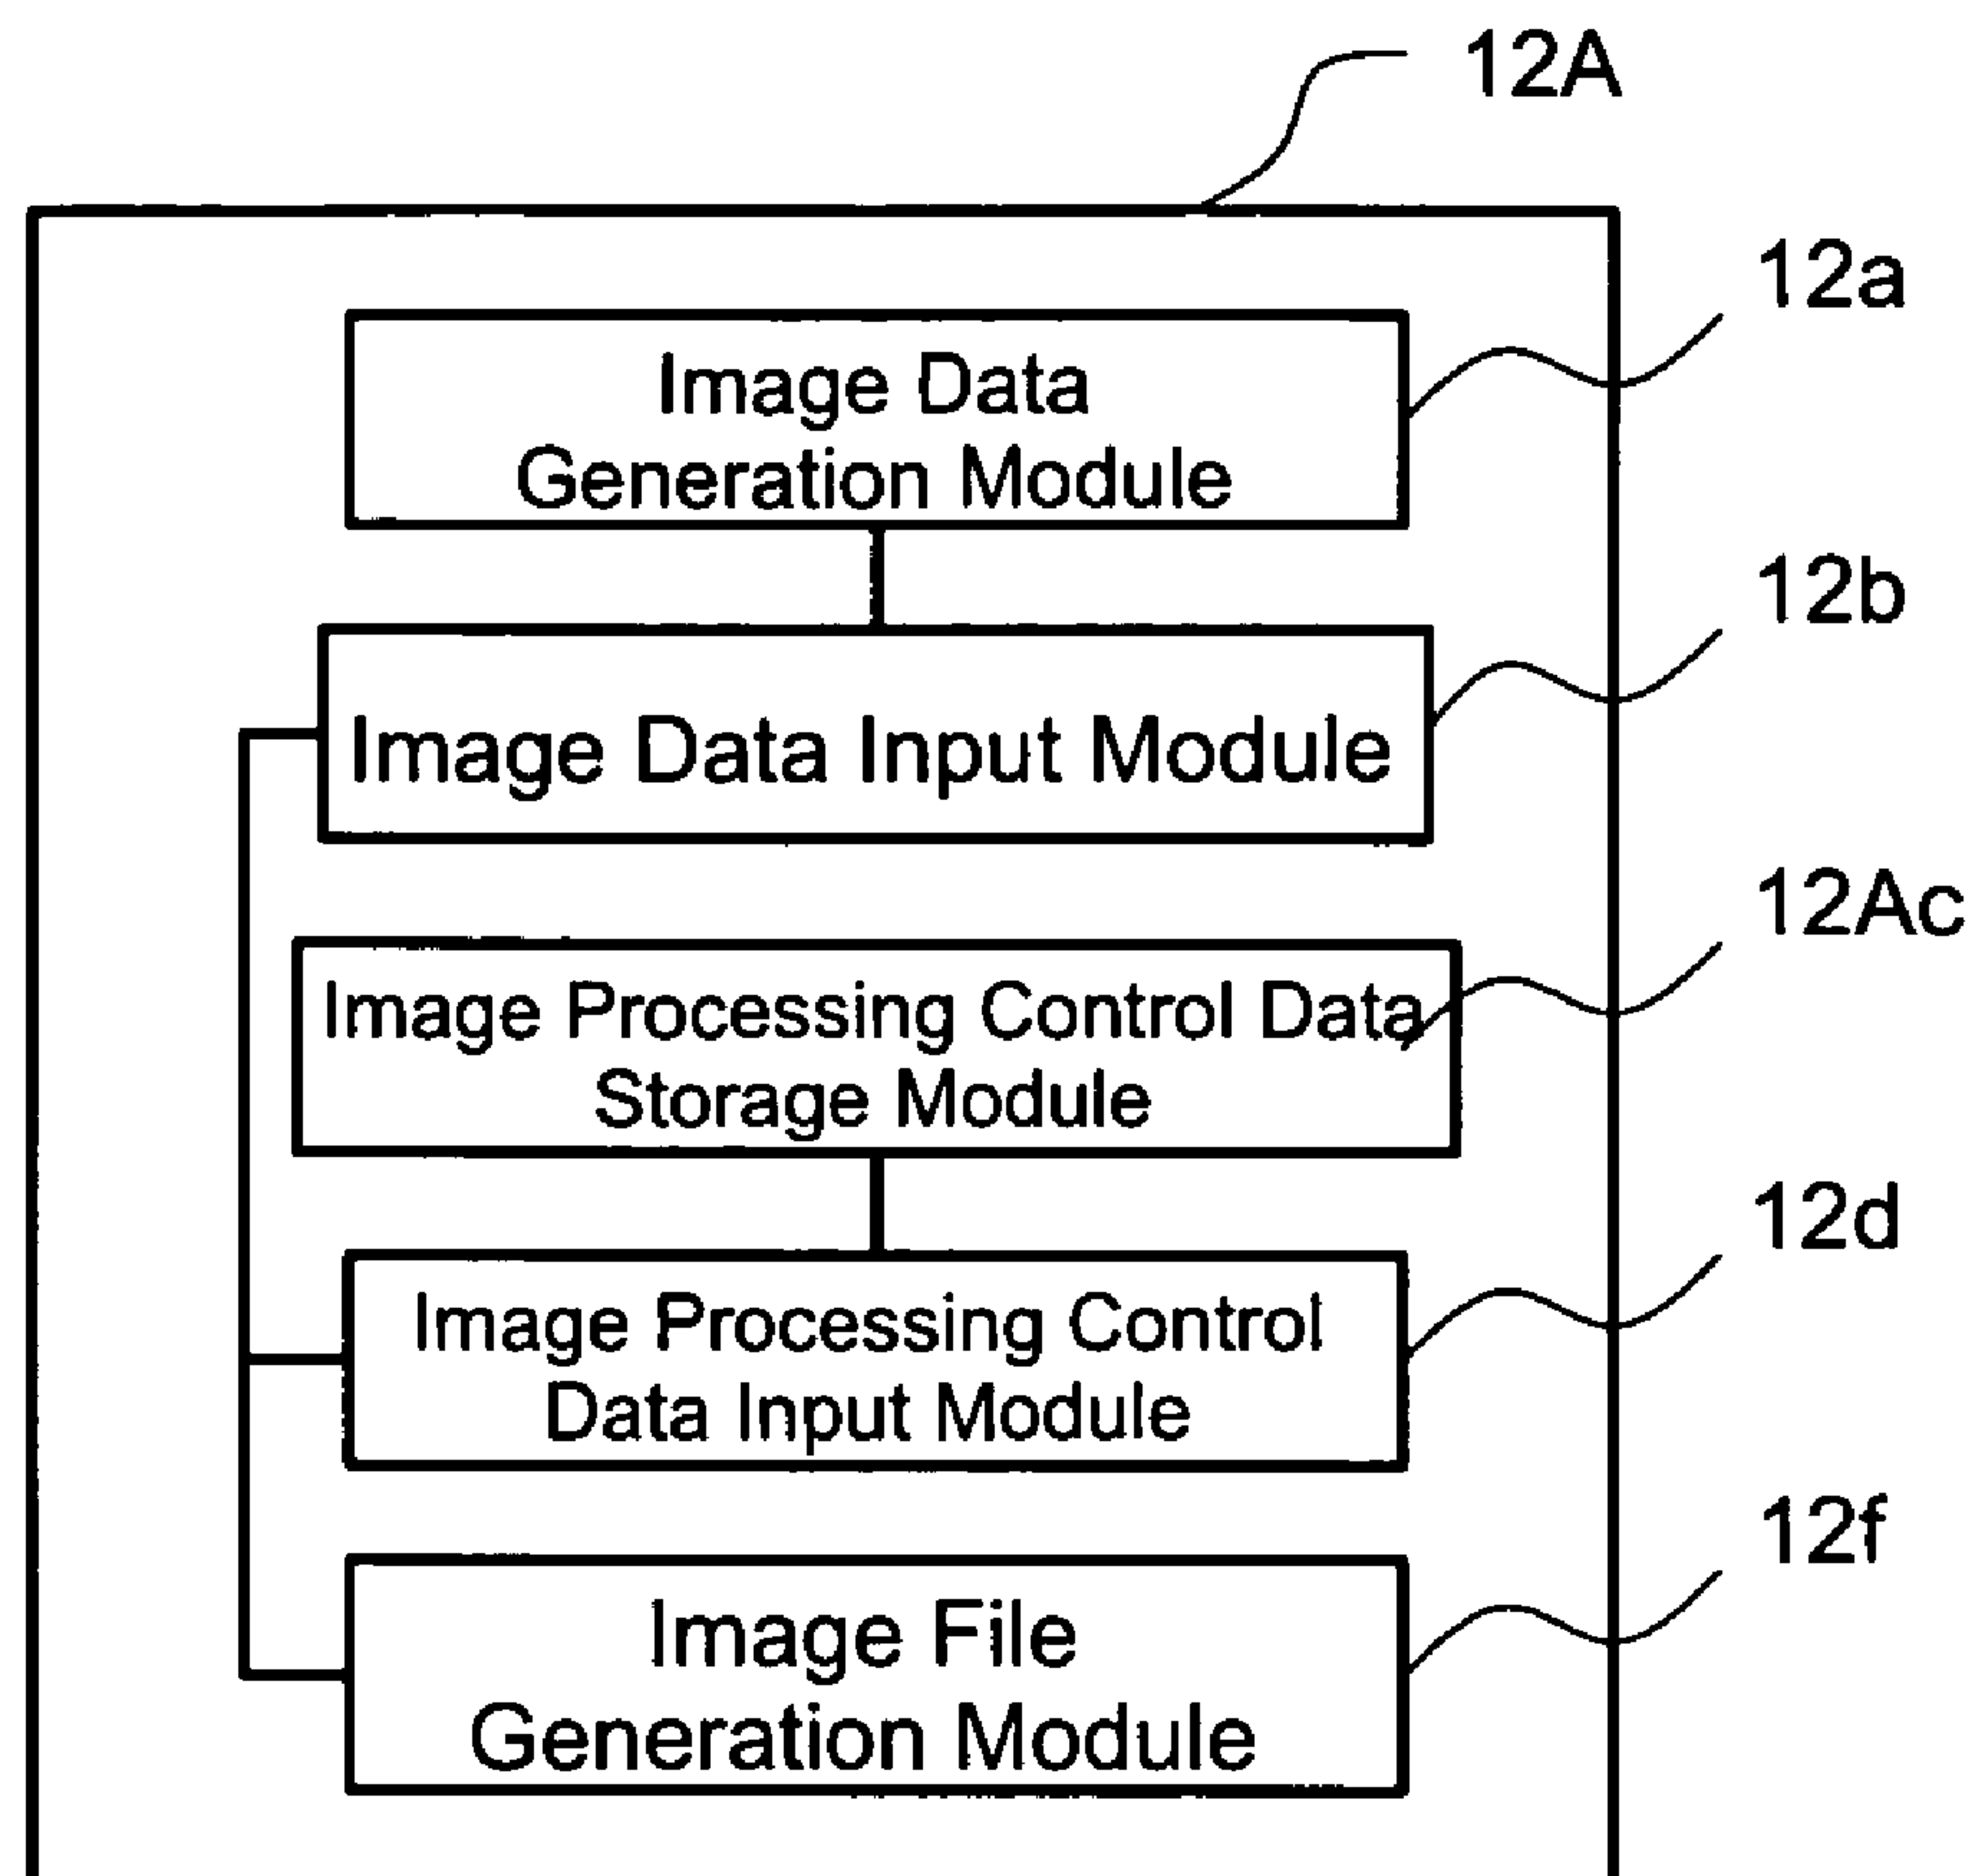 12A
12a
Image Data
Generation Module
12b
Image Data Input Module
12Ac
Image Processing Control Data
Storage Module
12d
Image Processing Control
Data Input Module
12f
Image File
Generation Module